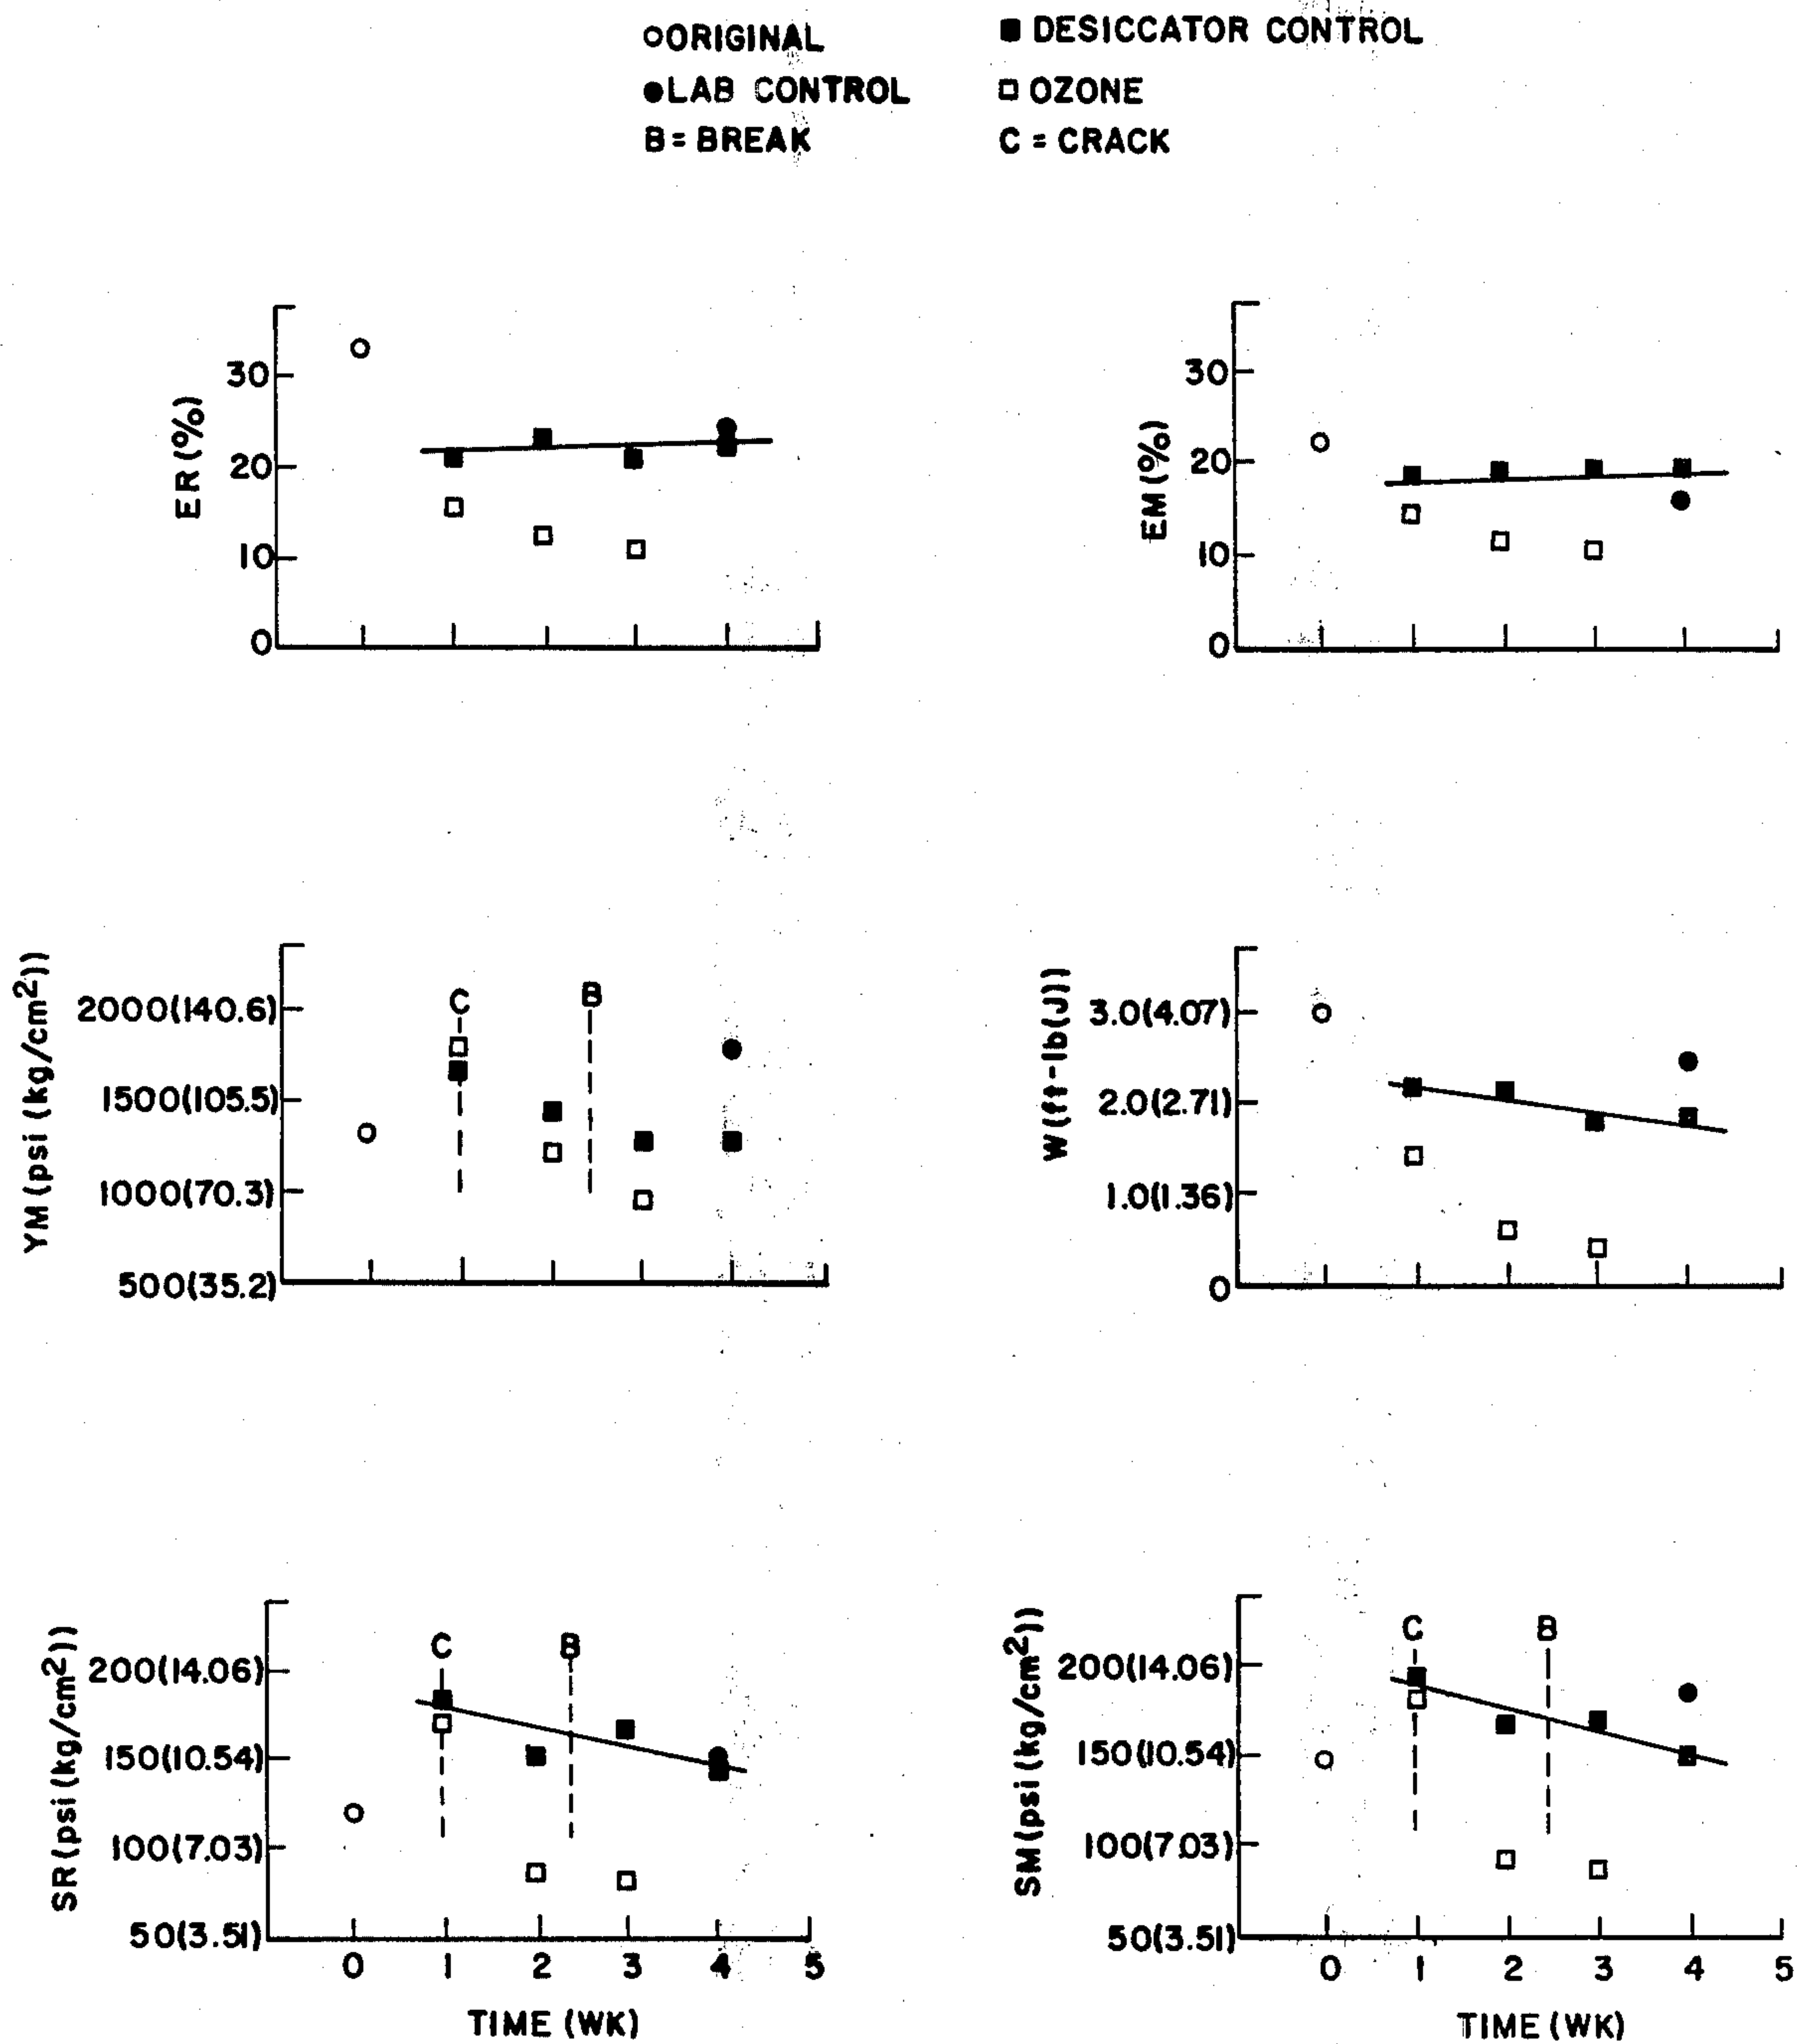 ○ORIGINAL ■ DESICCATOR CONTROL
●LAB CONTROL □ OZONE
B = BREAK C = CRACK
ER (%)
30
20
10
0
EM (%)
30
20
10
0
YM (psi (kg/cm²))
C B
2000(140.6)
1500(105.5)
1000(70.3)
500(35.2)
W(ft-lb(J))
3.0(4.07)
2.0(2.71)
1.0(1.36)
0
SR(psi(kg/cm²))
C B
200(14.06)
150(10.54)
100(7.03)
50(3.51)
0 1 2 3 4 5
TIME (WK)
SM(psi(kg/cm²))
C B
200(14.06)
150(10.54)
100(7.03)
50(3.51)
0 1 2 3 4 5
TIME (WK)